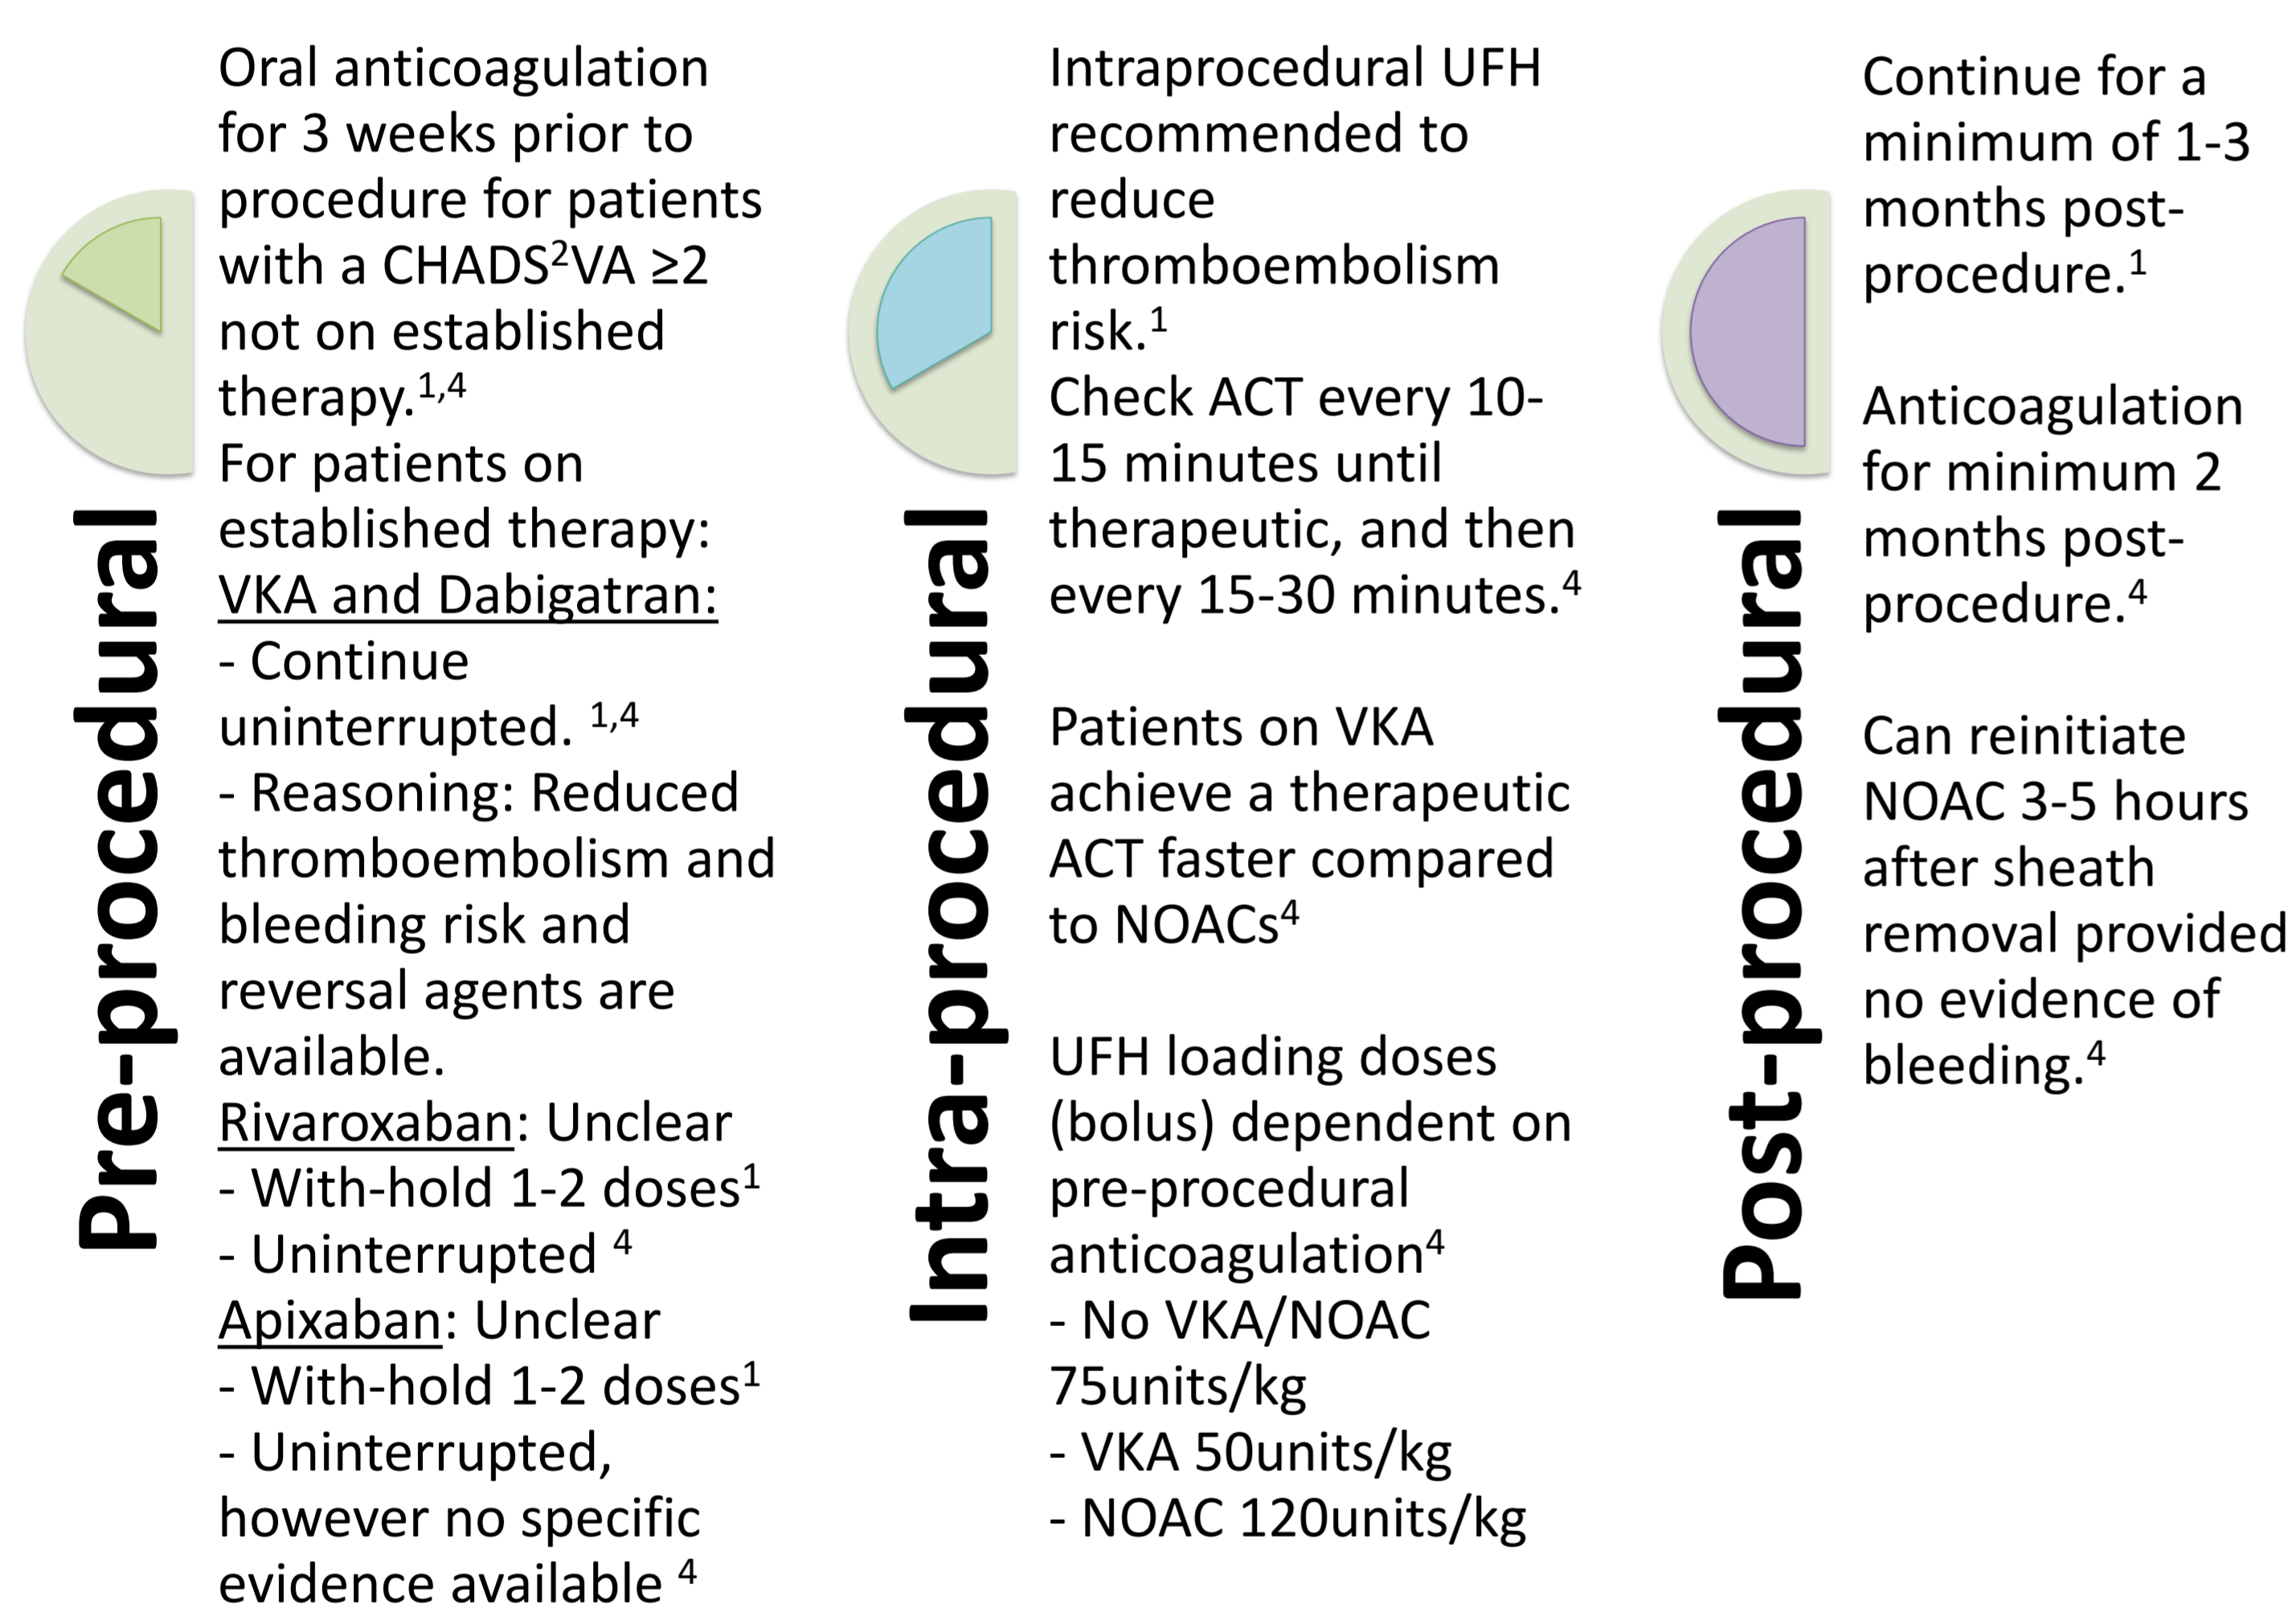 Pre-procedural
Oral anticoagulation
for 3 weeks prior to
procedure for patients
with a CHADS²VA ≥2
not on established
therapy.¹,⁴
For patients on
established therapy:
VKA and Dabigatran:
- Continue
uninterrupted. ¹,⁴
- Reasoning: Reduced
thromboembolism and
bleeding risk and
reversal agents are
available.
Rivaroxaban: Unclear
- With-hold 1-2 doses¹
- Uninterrupted ⁴
Apixaban: Unclear
- With-hold 1-2 doses¹
- Uninterrupted,
however no specific
evidence available ⁴
Intra-procedural
Intraprocedural UFH
recommended to
reduce
thromboembolism
risk.¹
Check ACT every 10-
15 minutes until
therapeutic, and then
every 15-30 minutes.⁴
Patients on VKA
achieve a therapeutic
ACT faster compared
to NOACs⁴
UFH loading doses
(bolus) dependent on
pre-procedural
anticoagulation⁴
- No VKA/NOAC
75units/kg
- VKA 50units/kg
- NOAC 120units/kg
Post-procedural
Continue for a
minimum of 1-3
months post-
procedure.¹
Anticoagulation
for minimum 2
months post-
procedure.⁴
Can reinitiate
NOAC 3-5 hours
after sheath
removal provided
no evidence of
bleeding.⁴